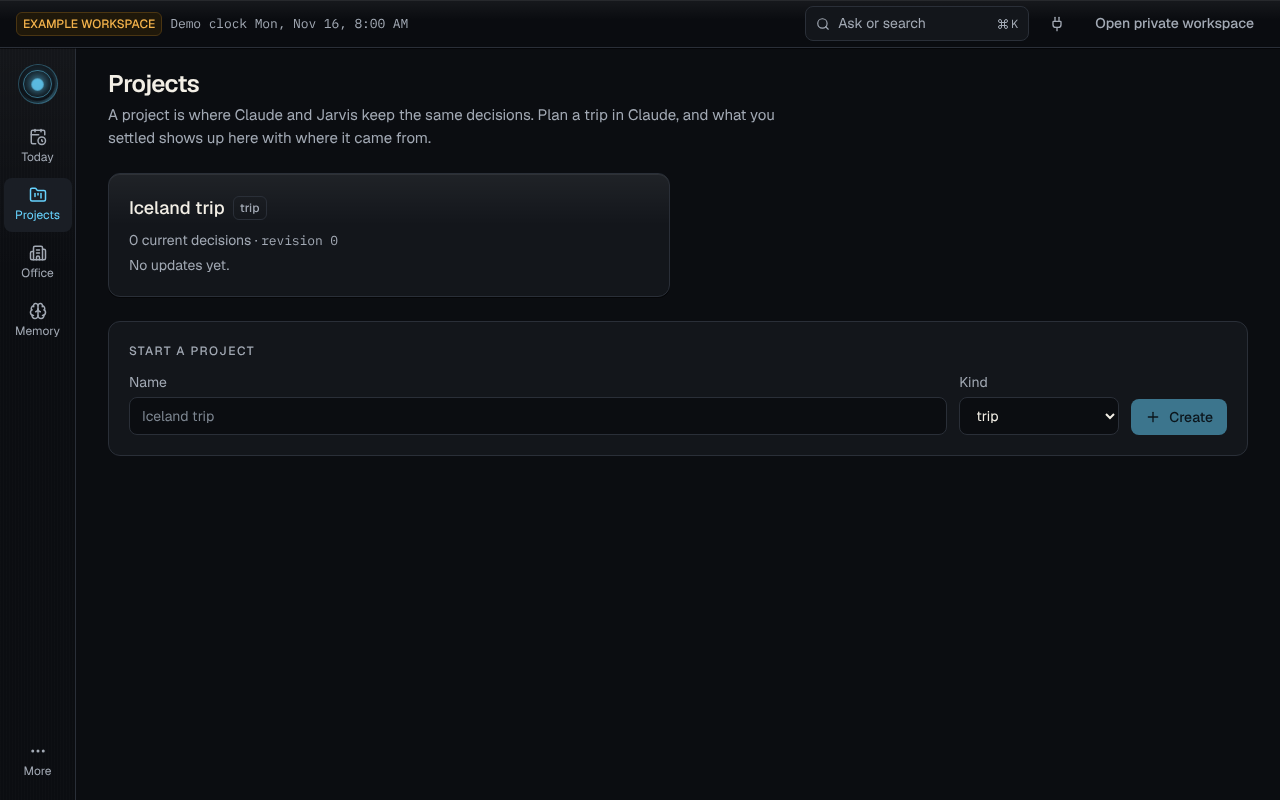 EXAMPLE WORKSPACE Demo clock Mon, Nov 16, 8:00 AM
Ask or search ⌘K
Open private workspace
Today
Projects
Office
Memory
More
Projects
A project is where Claude and Jarvis keep the same decisions. Plan a trip in Claude, and what you
settled shows up here with where it came from.
Iceland trip trip
0 current decisions · revision 0
No updates yet.
START A PROJECT
Name
Iceland trip
Kind
trip
+ Create